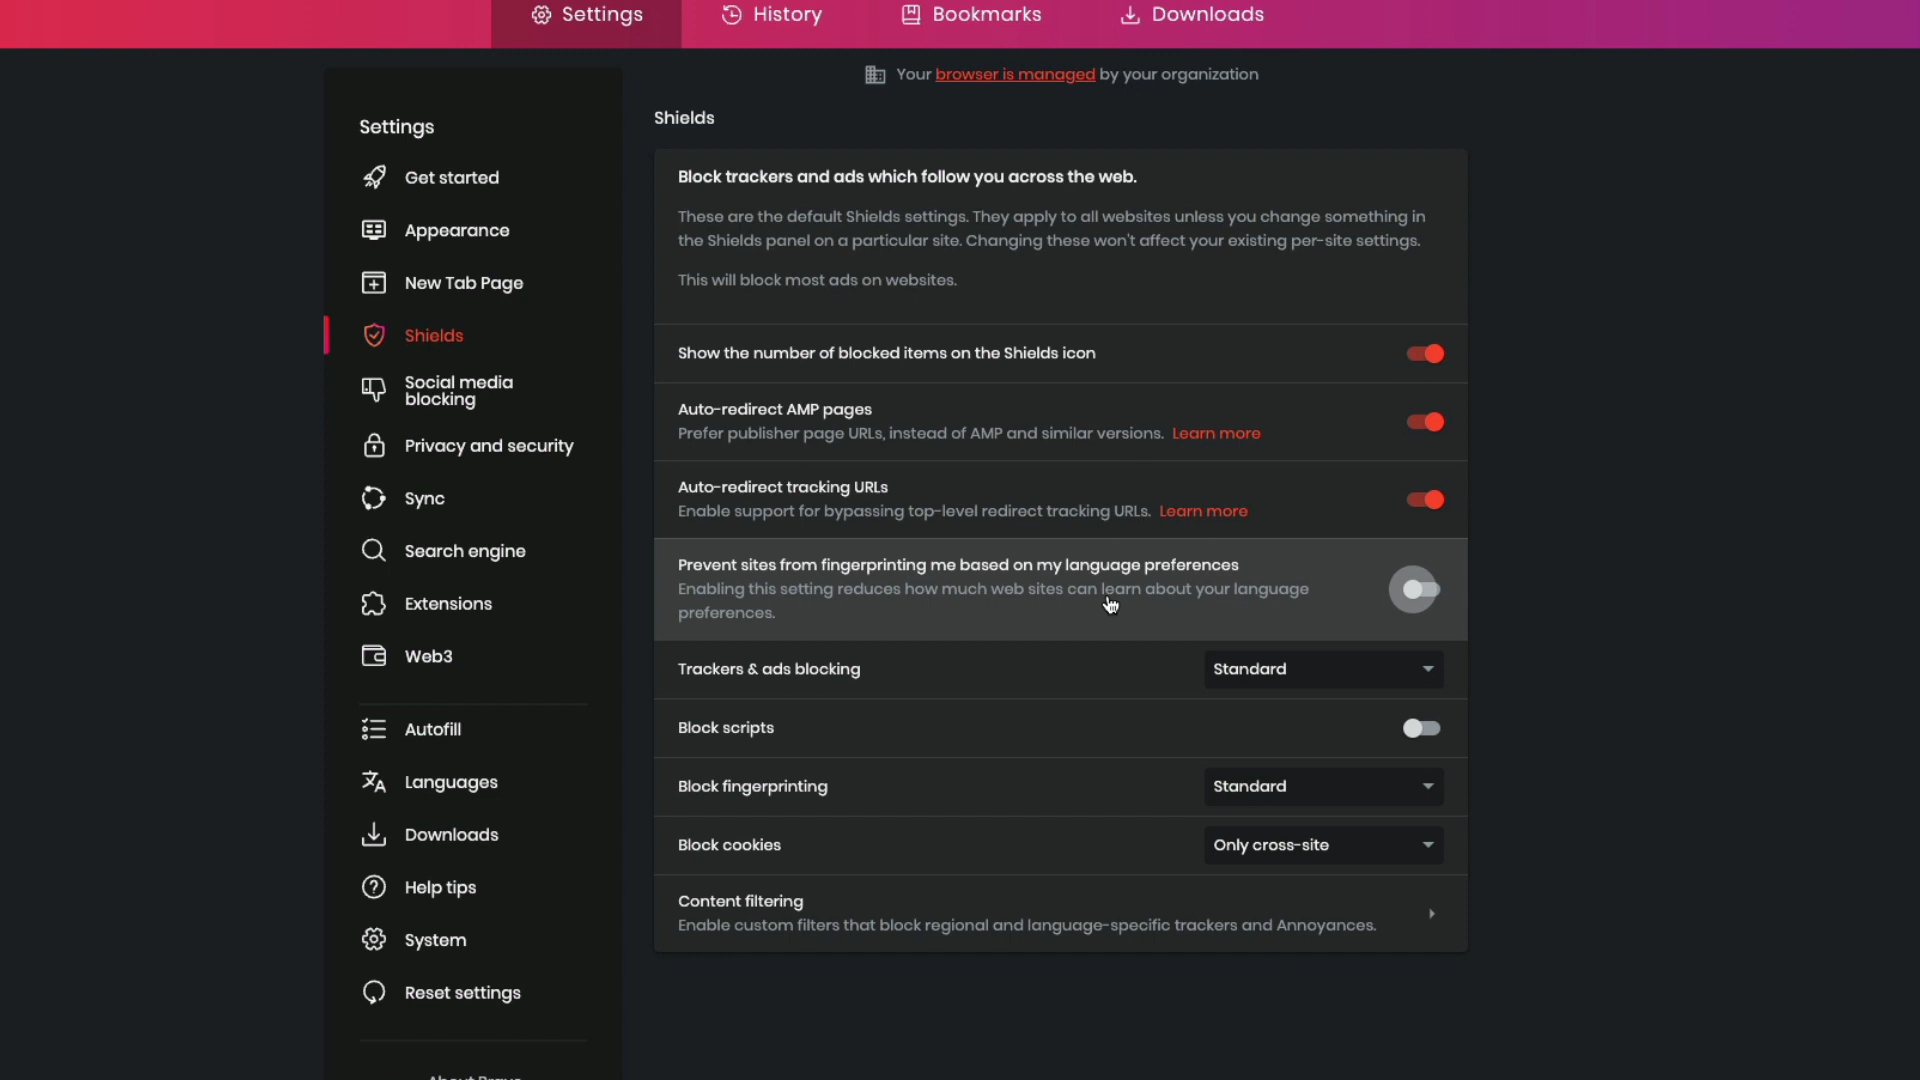 Settings
History
Bookmarks
Downloads
Your browser is managed by your organization
Settings
Get started
Appearance
New Tab Page
Shields
Social media
blocking
Privacy and security
Sync
Search engine
Extensions
Web3
Autofill
Languages
Downloads
Help tips
System
Reset settings
About Brave
Shields
Block trackers and ads which follow you across the web.
These are the default Shields settings. They apply to all websites unless you change something in
the Shields panel on a particular site. Changing these won't affect your existing per-site settings.
This will block most ads on websites.
Show the number of blocked items on the Shields icon
Auto-redirect AMP pages
Prefer publisher page URLs, instead of AMP and similar versions. Learn more
Auto-redirect tracking URLs
Enable support for bypassing top-level redirect tracking URLs. Learn more
Prevent sites from fingerprinting me based on my language preferences
Enabling this setting reduces how much web sites can learn about your language
preferences.
Trackers & ads blocking
Standard
Block scripts
Block fingerprinting
Standard
Block cookies
Only cross-site
Content filtering
Enable custom filters that block regional and language-specific trackers and Annoyances.